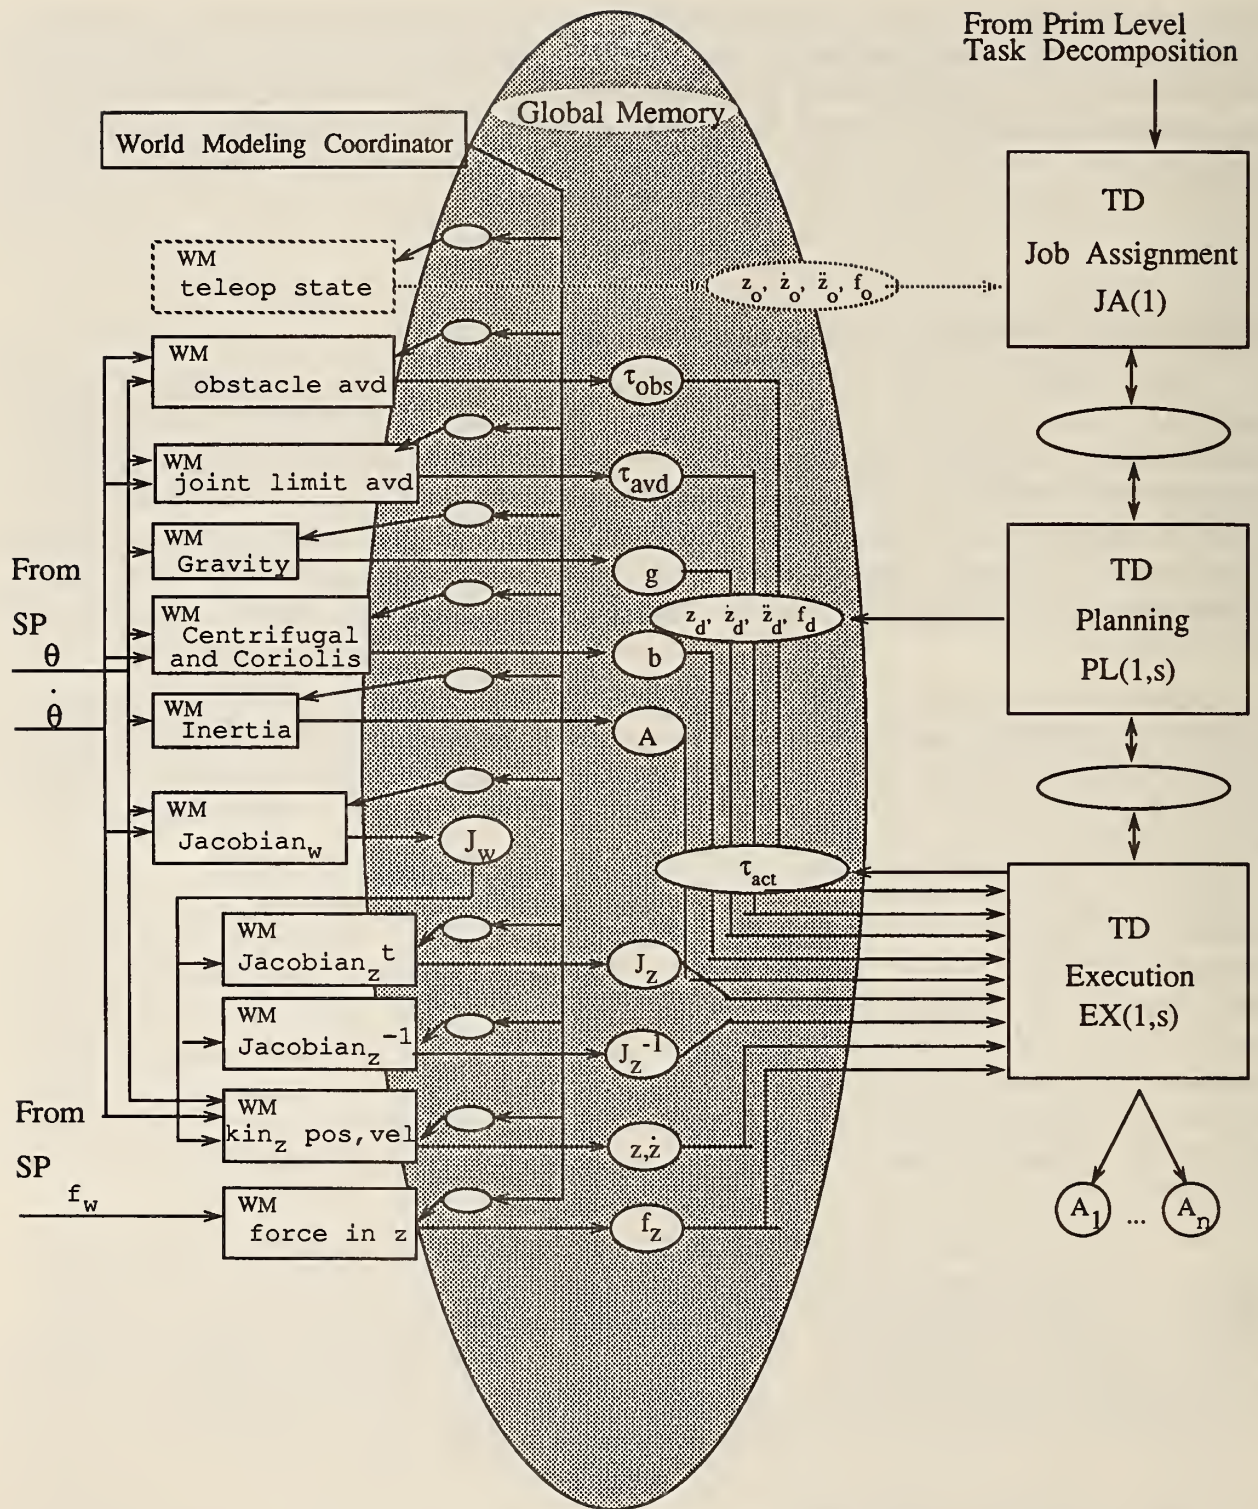 From Prim Level
Task Decomposition
Global Memory
World Modeling Coordinator
TD
Job Assignment
JA(1)
WM
teleop state
z_o, ż_o, z̈_o, f_o
WM
obstacle avd
τ_obs
WM
joint limit avd
τ_avd
WM
Gravity
g
From
SP
θ
θ̇
TD
Planning
PL(1,s)
z_d, ż_d, z̈_d, f_d
WM
Centrifugal
and Coriolis
b
WM
Inertia
A
WM
Jacobian_w
J_w
τ_act
TD
Execution
EX(1,s)
WM
Jacobian_z^t
J_z
WM
Jacobian_z^-1
J_z^-1
WM
kin_z pos,vel
z,ż
From
SP
f_w
WM
force in z
f_z
A_1 ... A_n